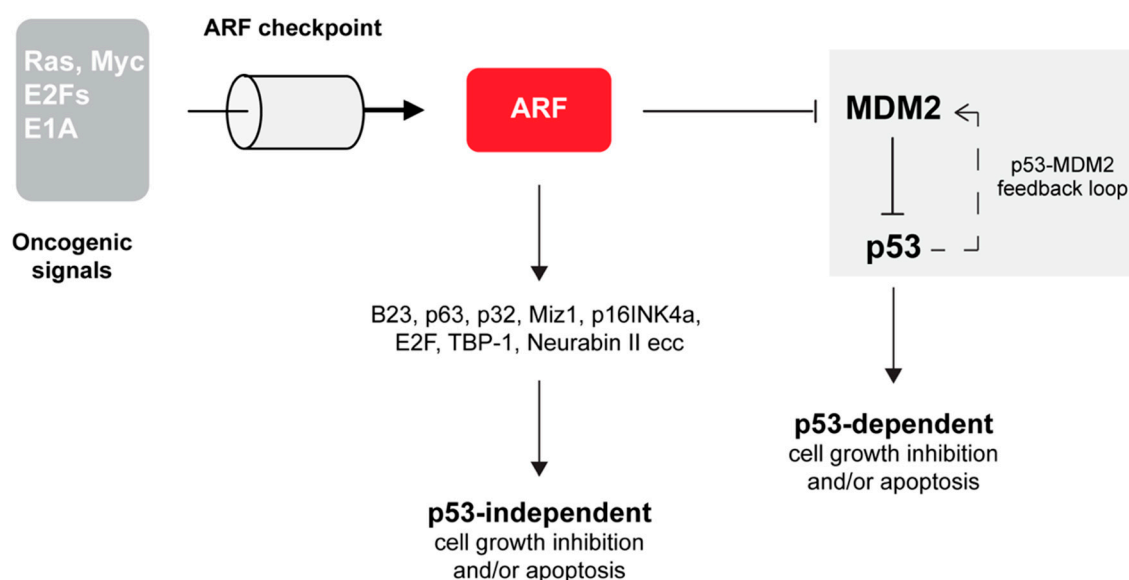 ARF checkpoint
Ras, Myc
E2Fs
E1A
ARF
MDM2
p53-MDM2
feedback loop
p53
Oncogenic
signals
B23, p63, p32, Miz1, p16INK4a,
E2F, TBP-1, Neurabin II ecc
p53-dependent
cell growth inhibition
and/or apoptosis
p53-independent
cell growth inhibition
and/or apoptosis